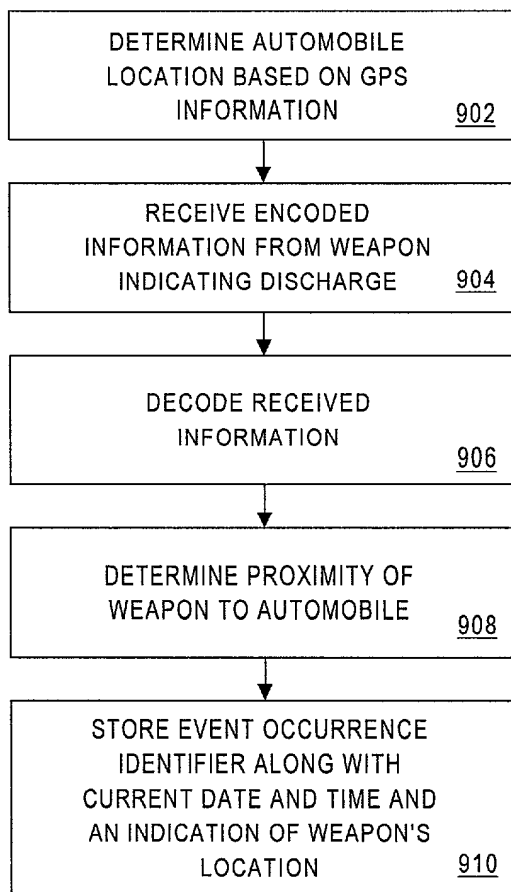 DETERMINE AUTOMOBILE
LOCATION BASED ON GPS
INFORMATION
902
RECEIVE ENCODED
INFORMATION FROM WEAPON
INDICATING DISCHARGE
904
DECODE RECEIVED
INFORMATION
906
DETERMINE PROXIMITY OF
WEAPON TO AUTOMOBILE
908
STORE EVENT OCCURRENCE
IDENTIFIER ALONG WITH
CURRENT DATE AND TIME AND
AN INDICATION OF WEAPON'S
LOCATION
910